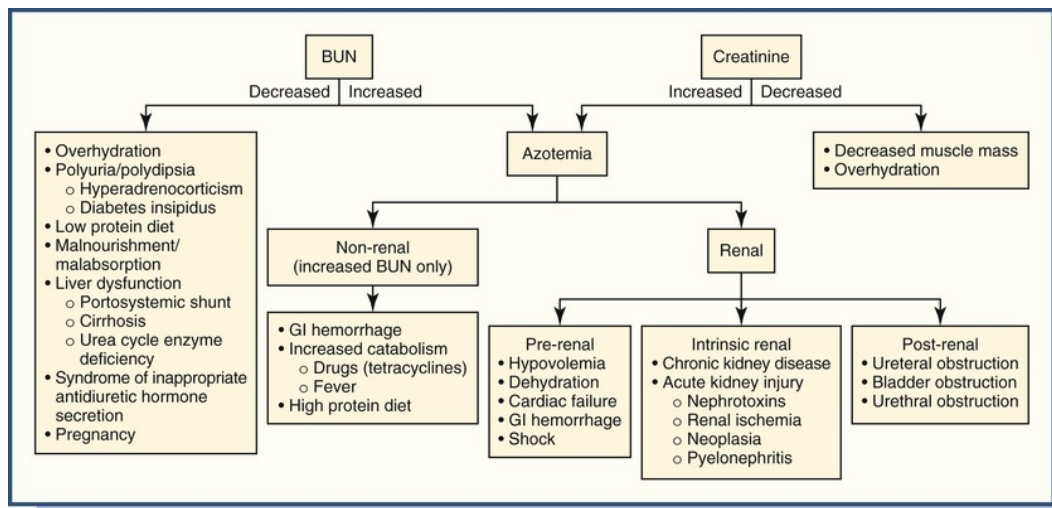 BUN
Creatinine
Decreased Increased
Increased Decreased
• Overhydration
• Polyuria/polydipsia
o Hyperadrenocorticism
o Diabetes insipidus
• Low protein diet
• Malnourishment/
malabsorption
• Liver dysfunction
o Portosystemic shunt
o Cirrhosis
o Urea cycle enzyme
deficiency
• Syndrome of inappropriate
antidiuretic hormone
secretion
• Pregnancy
Azotemia
• Decreased muscle mass
• Overhydration
Non-renal
(increased BUN only)
Renal
• GI hemorrhage
• Increased catabolism
o Drugs (tetracyclines)
o Fever
• High protein diet
Pre-renal
• Hypovolemia
• Dehydration
• Cardiac failure
• GI hemorrhage
• Shock
Intrinsic renal
• Chronic kidney disease
• Acute kidney injury
o Nephrotoxins
o Renal ischemia
o Neoplasia
o Pyelonephritis
Post-renal
• Ureteral obstruction
• Bladder obstruction
• Urethral obstruction